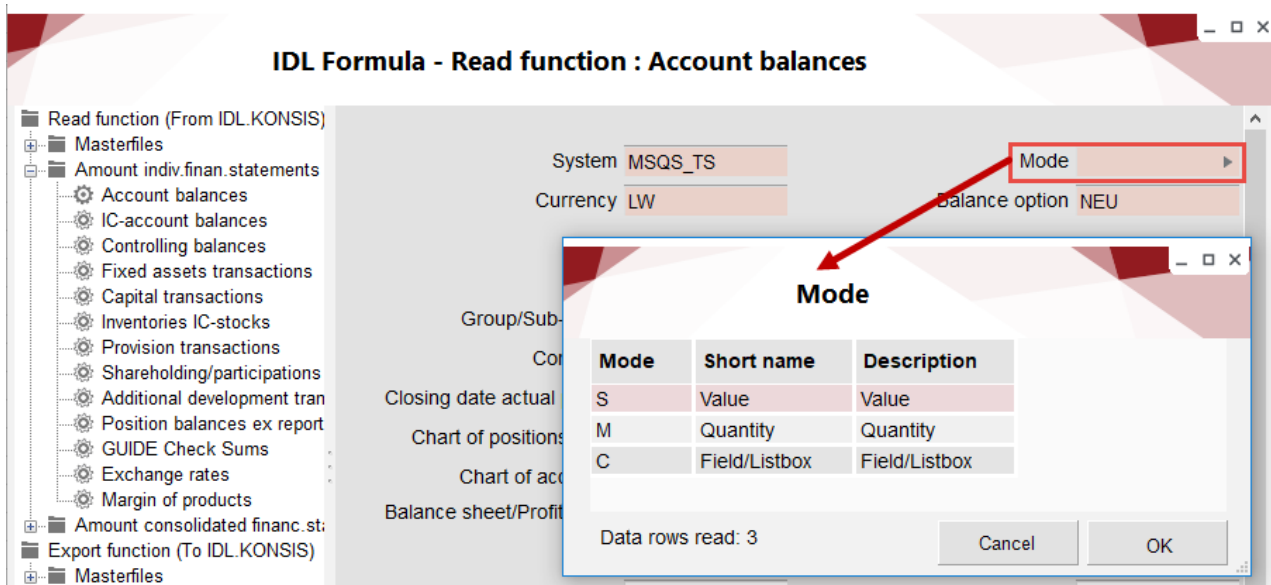 IDL Formula - Read function : Account balances
Read function (From IDL.KONSIS)
Masterfiles
Amount indiv.finan.statements
Account balances
IC-account balances
Controlling balances
Fixed assets transactions
Capital transactions
Inventories IC-stocks
Provision transactions
Shareholding/participations
Additional development tran
Position balances ex report
GUIDE Check Sums
Exchange rates
Margin of products
Amount consolidated financ.sta
Export function (To IDL.KONSIS)
Masterfiles
System MSQS_TS
Mode
Currency LW
Balance option NEU
Group/Sub-
Closing date actual
Chart of positions
Chart of acc
Balance sheet/Profit
Mode
Mode Short name Description
S Value Value
M Quantity Quantity
C Field/Listbox Field/Listbox
Data rows read: 3
Cancel OK